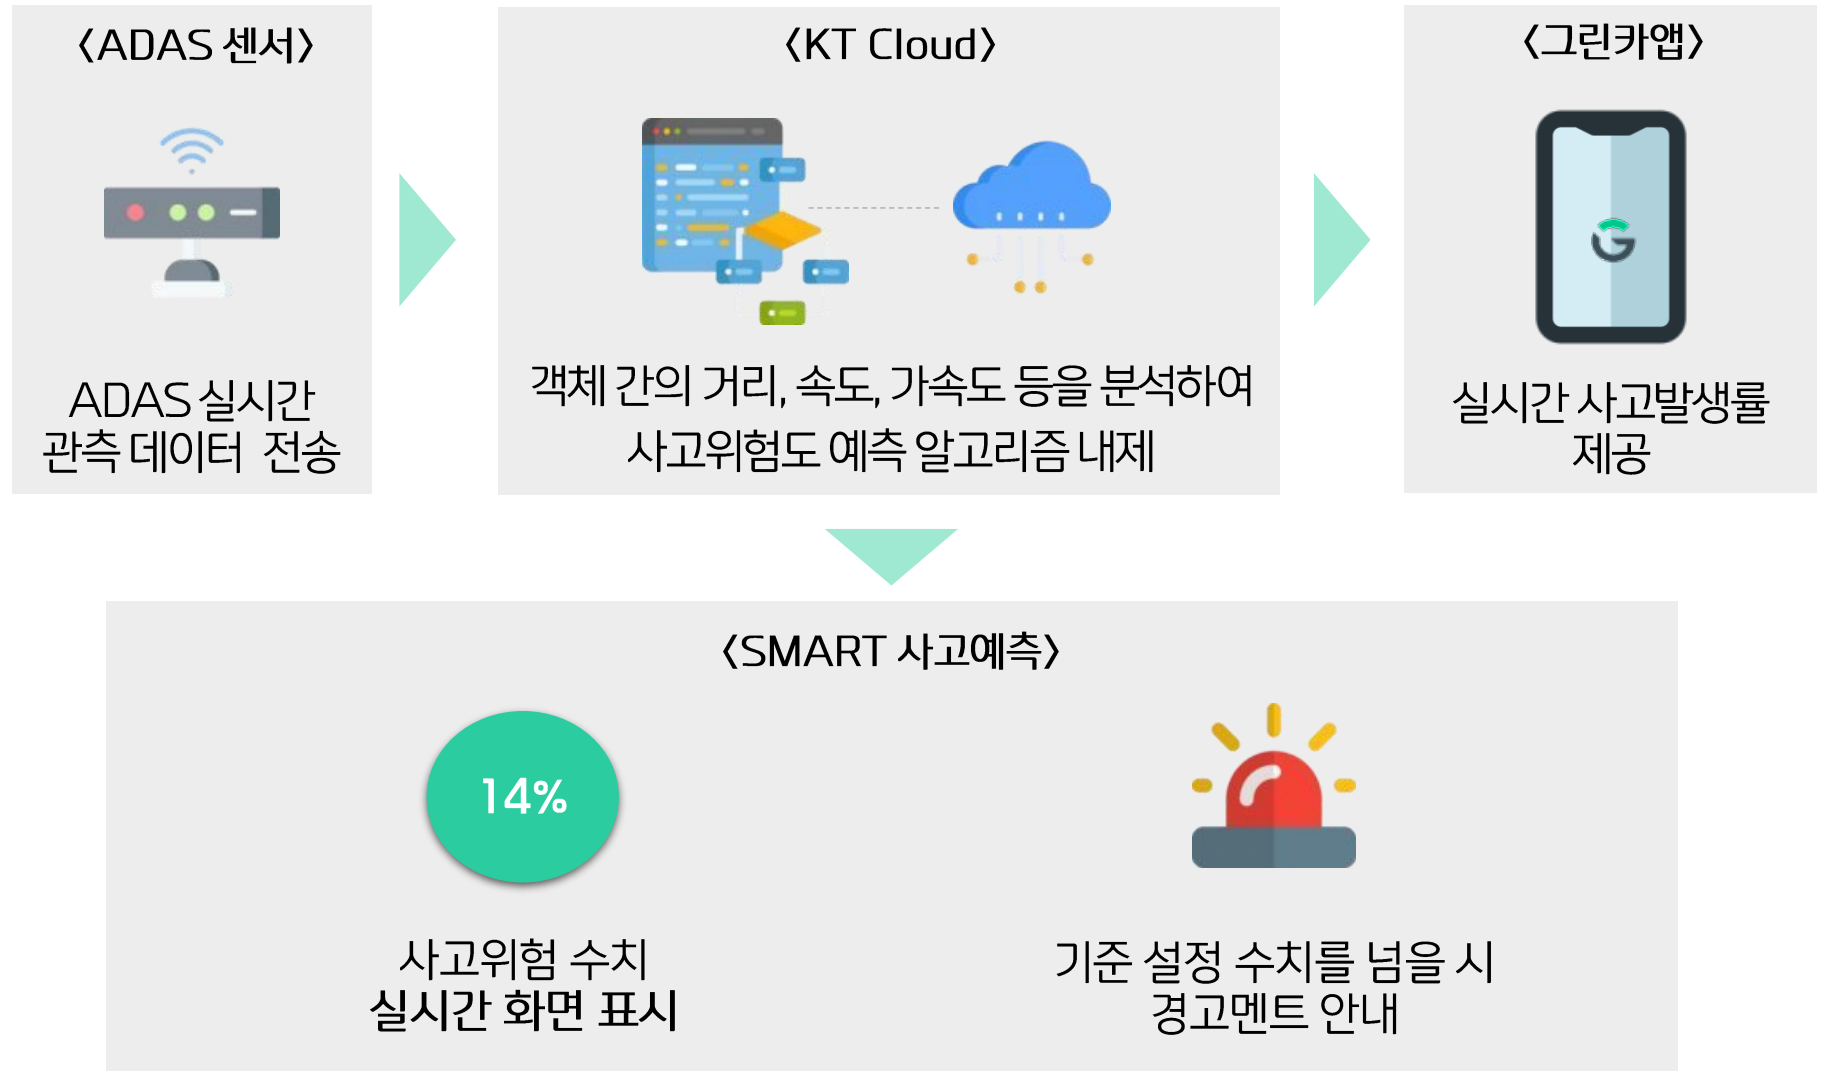 <ADAS 센서>
ADAS 실시간
관측 데이터 전송
<KT Cloud>
객체 간의 거리, 속도, 가속도 등을 분석하여
사고위험도 예측 알고리즘 내제
<그린카앱>
실시간 사고발생률
제공
<SMART 사고예측>
14%
사고위험 수치
실시간 화면 표시
기준 설정 수치를 넘을 시
경고멘트 안내